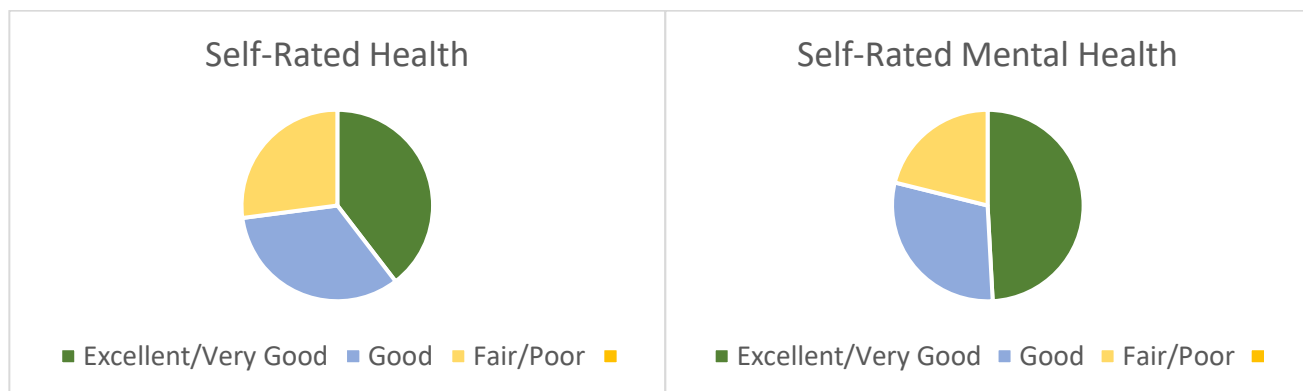 Self-Rated Health
Excellent/Very Good Good Fair/Poor
Self-Rated Mental Health
Excellent/Very Good Good Fair/Poor